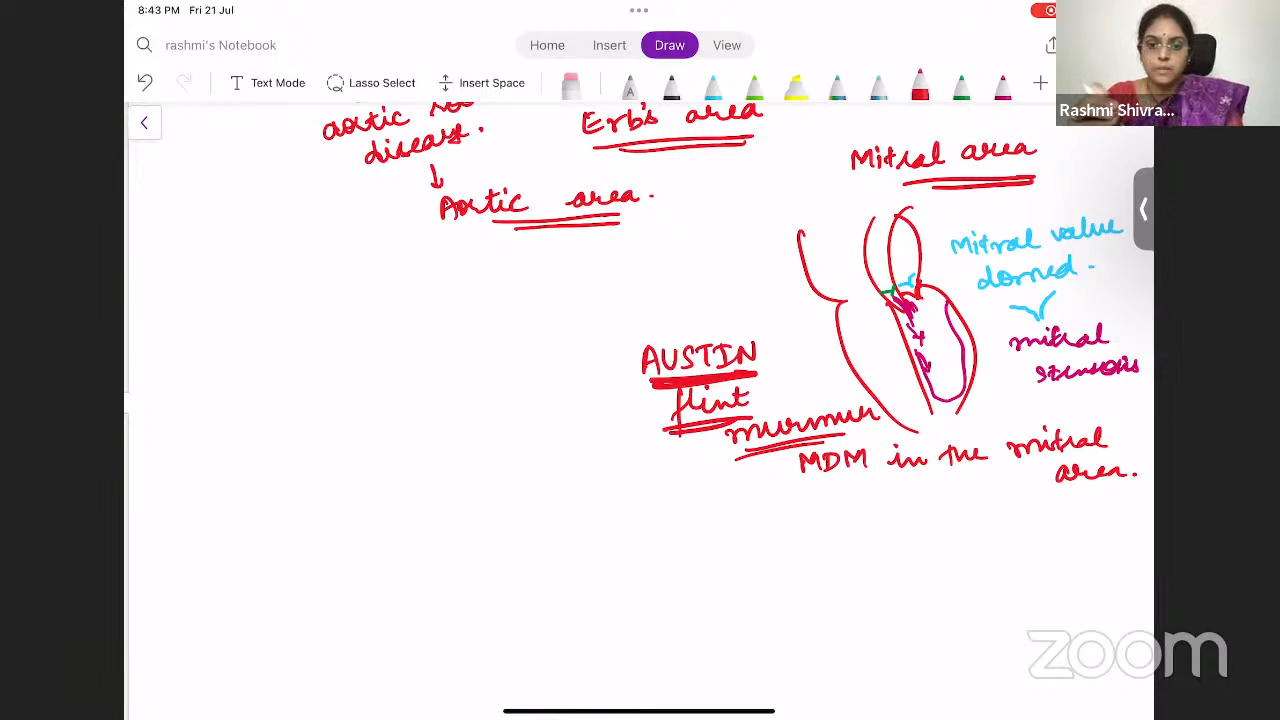 8:43 PM Fri 21 Jul
rashmi's Notebook
Home Insert Draw View
Text Mode Lasso Select Insert Space
Rashmi Shivra...
aortic
disease.
↓
Aortic area.
Erb's area
Mitral area
Mitral value
domed.
mitral
stenosis
AUSTIN
flint
murmur
MDM in the mitral
area.
zoom